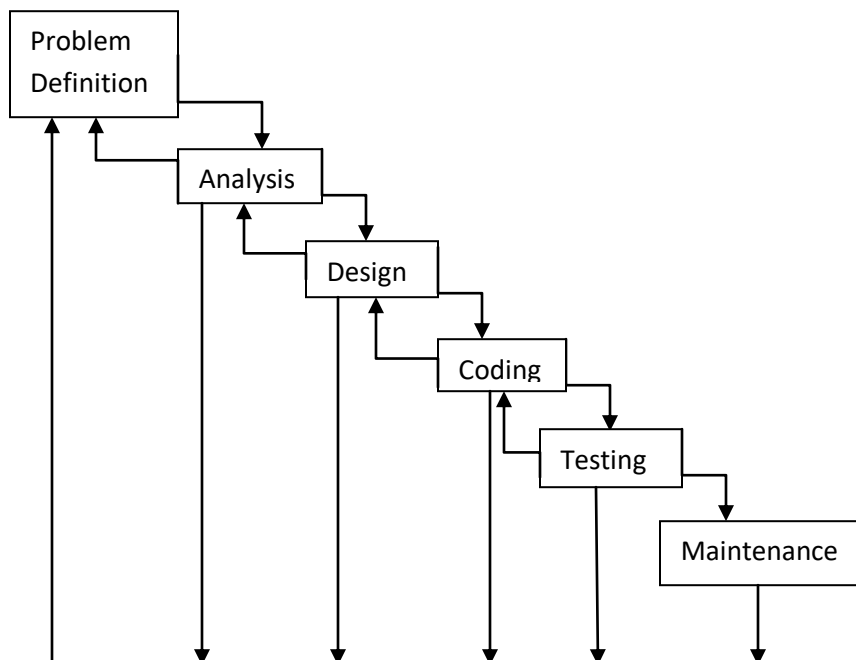 Problem
Definition
Analysis
Design
Coding
Testing
Maintenance